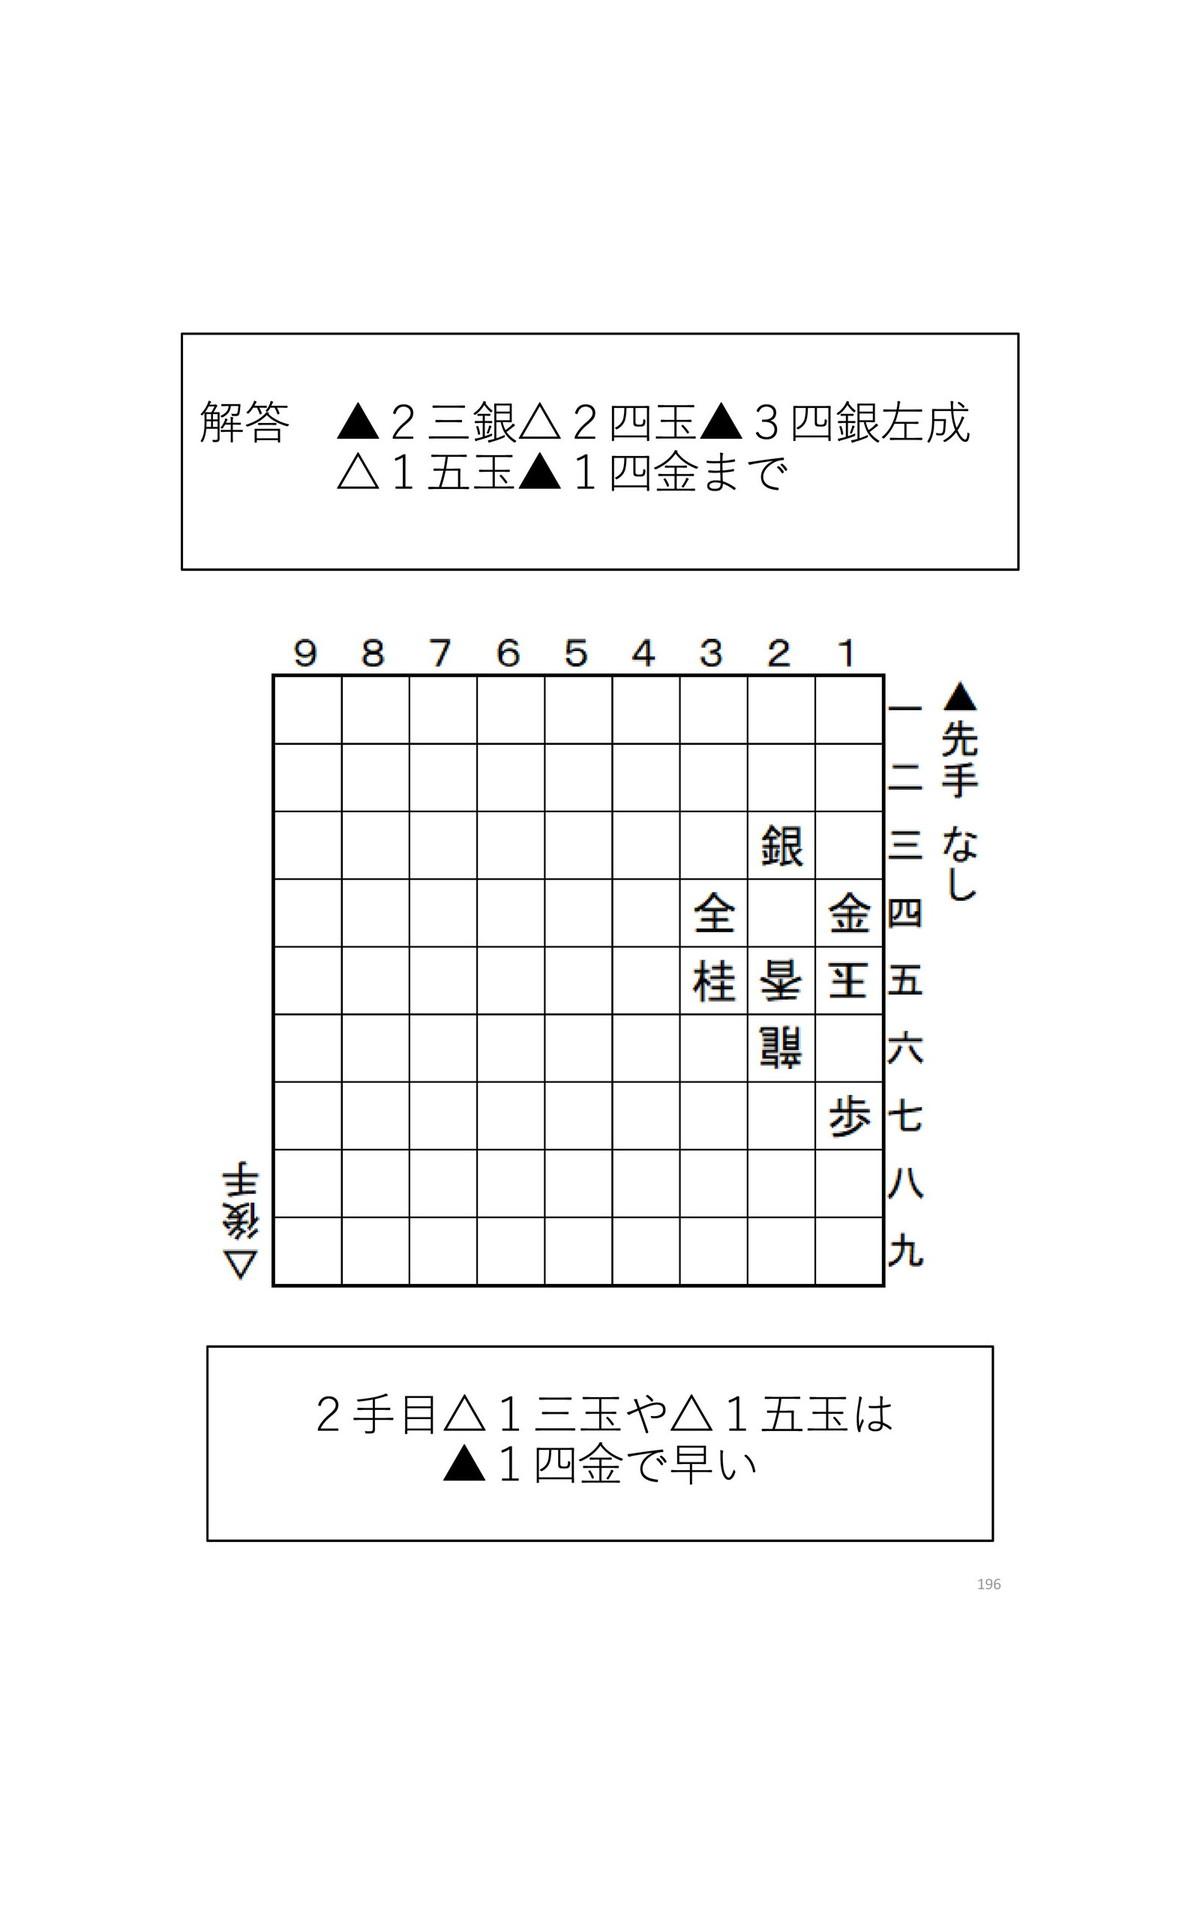 解答　▲２三銀△２四玉▲３四銀左成
△１五玉▲１四金まで
９ ８ ７ ６ ５ ４ ３ ２ １
一
二
銀 三
全 金 四
桂 桒 王 五
龍 六
歩 七
八
九
▲先手 なし
△後手
２手目△１三玉や△１五玉は
▲１四金で早い
196